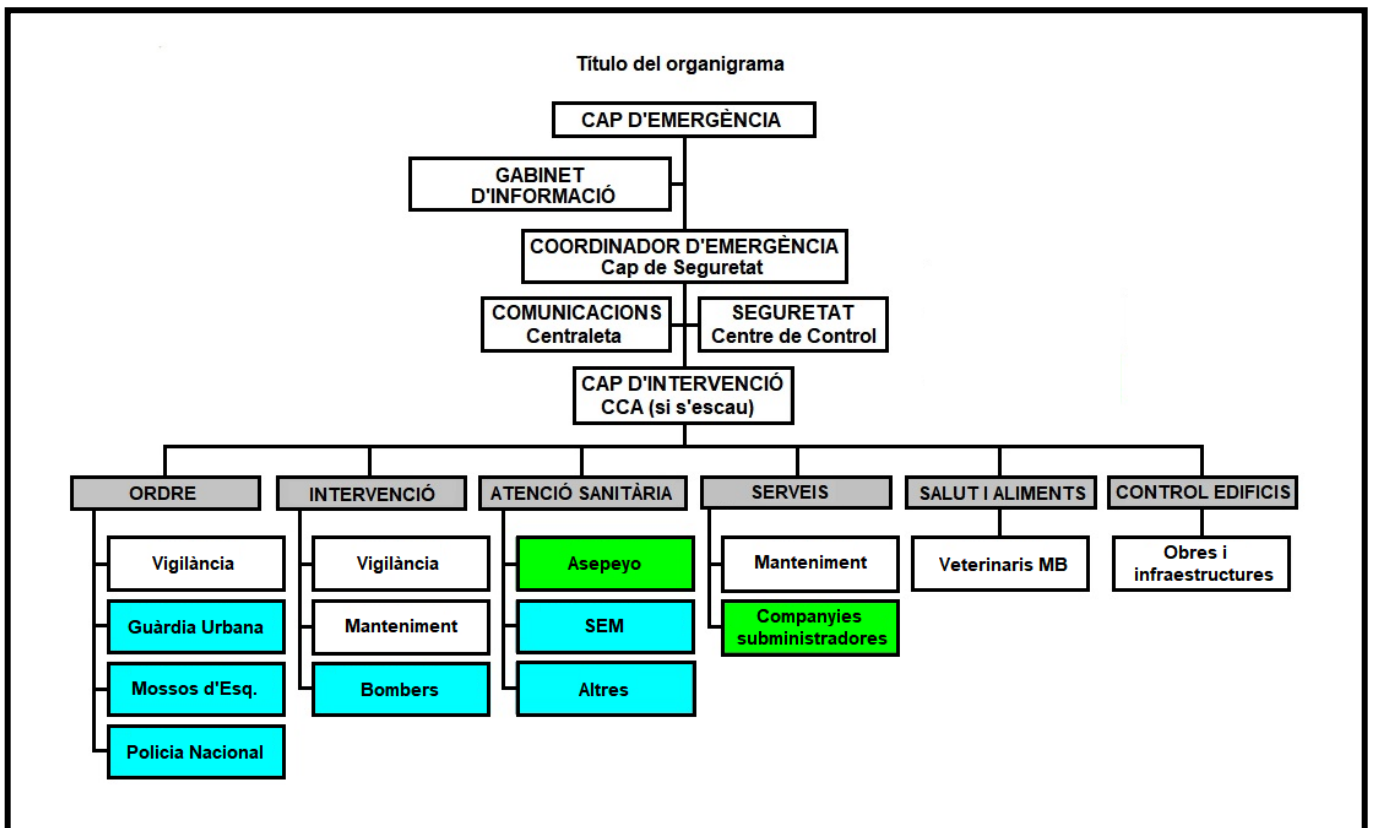 Título del organigrama
CAP D'EMERGÈNCIA
GABINET
D'INFORMACIÓ
COORDINADOR D'EMERGÈNCIA
Cap de Seguretat
COMUNICACIONS
Centraleta
SEGURETAT
Centre de Control
CAP D'INTERVENCIÓ
CCA (si s'escau)
ORDRE
INTERVENCIÓ
ATENCIÓ SANITÀRIA
SERVEIS
SALUT I ALIMENTS
CONTROL EDIFICIS
Vigilància
Guàrdia Urbana
Mossos d'Esq.
Policia Nacional
Vigilància
Manteniment
Bombers
Asepeyo
SEM
Altres
Manteniment
Companyies
subministradores
Veterinaris MB
Obres i
infraestructures